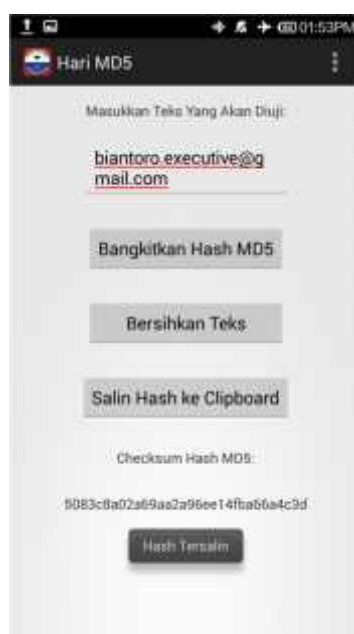 01:53PM
Hari MD5
Masukkan Teks Yang Akan Diuji:
biantoro.executive@g
mail.com
Bangkitkan Hash MD5
Bersihkan Teks
Salin Hash ke Clipboard
Checksum Hash MD5:
5083c8a02a69aa2a96ee14fba66a4c3d
Hash Tersalin